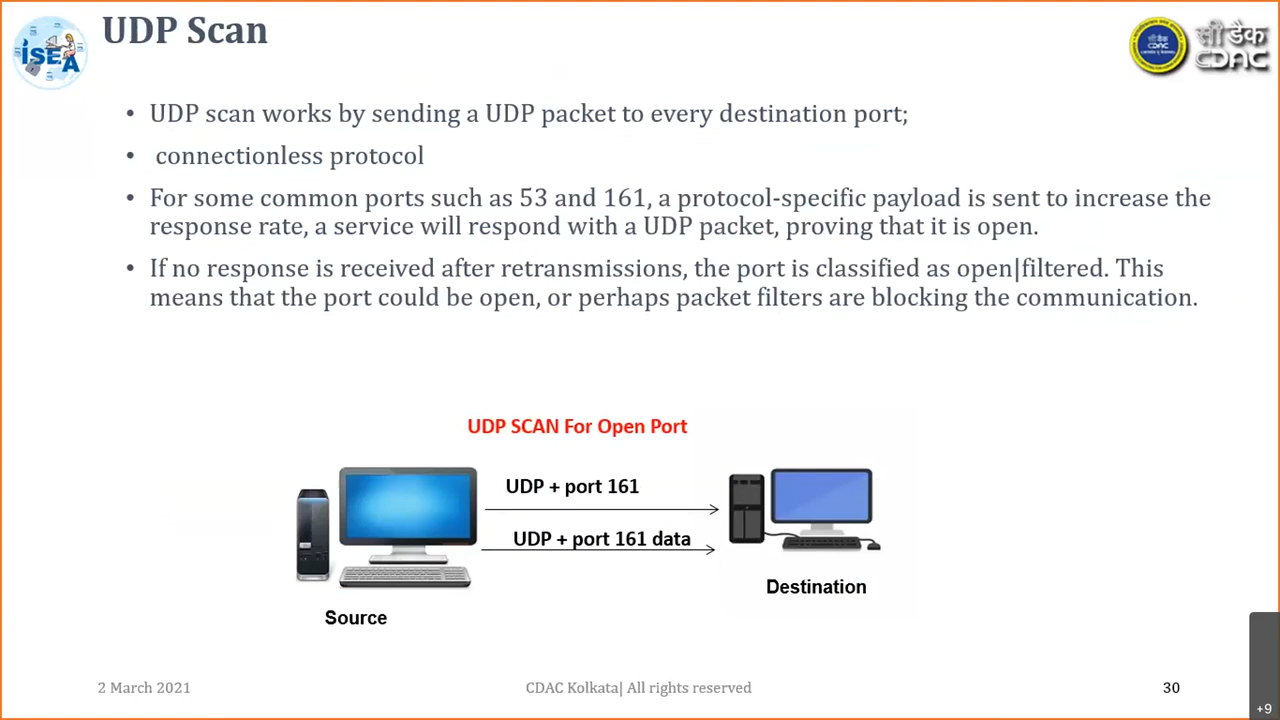 UDP Scan
iSEA
सी डैक
CDAC
• UDP scan works by sending a UDP packet to every destination port;
• connectionless protocol
• For some common ports such as 53 and 161, a protocol-specific payload is sent to increase the
response rate, a service will respond with a UDP packet, proving that it is open.
• If no response is received after retransmissions, the port is classified as open|filtered. This
means that the port could be open, or perhaps packet filters are blocking the communication.
UDP SCAN For Open Port
UDP + port 161
UDP + port 161 data
Destination
Source
2 March 2021
CDAC Kolkata| All rights reserved
30
+9